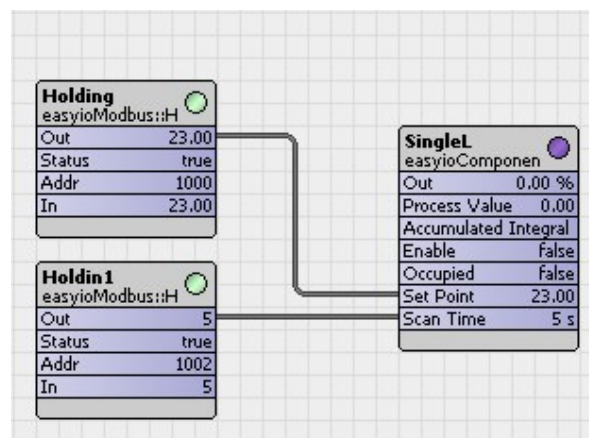 Holding
easyioModbus::H
Out 23.00
Status true
Addr 1000
In 23.00
Holdin1
easyioModbus::H
Out 5
Status true
Addr 1002
In 5
SingleL
easyioComponen
Out 0.00 %
Process Value 0.00
Accumulated Integral
Enable false
Occupied false
Set Point 23.00
Scan Time 5 s